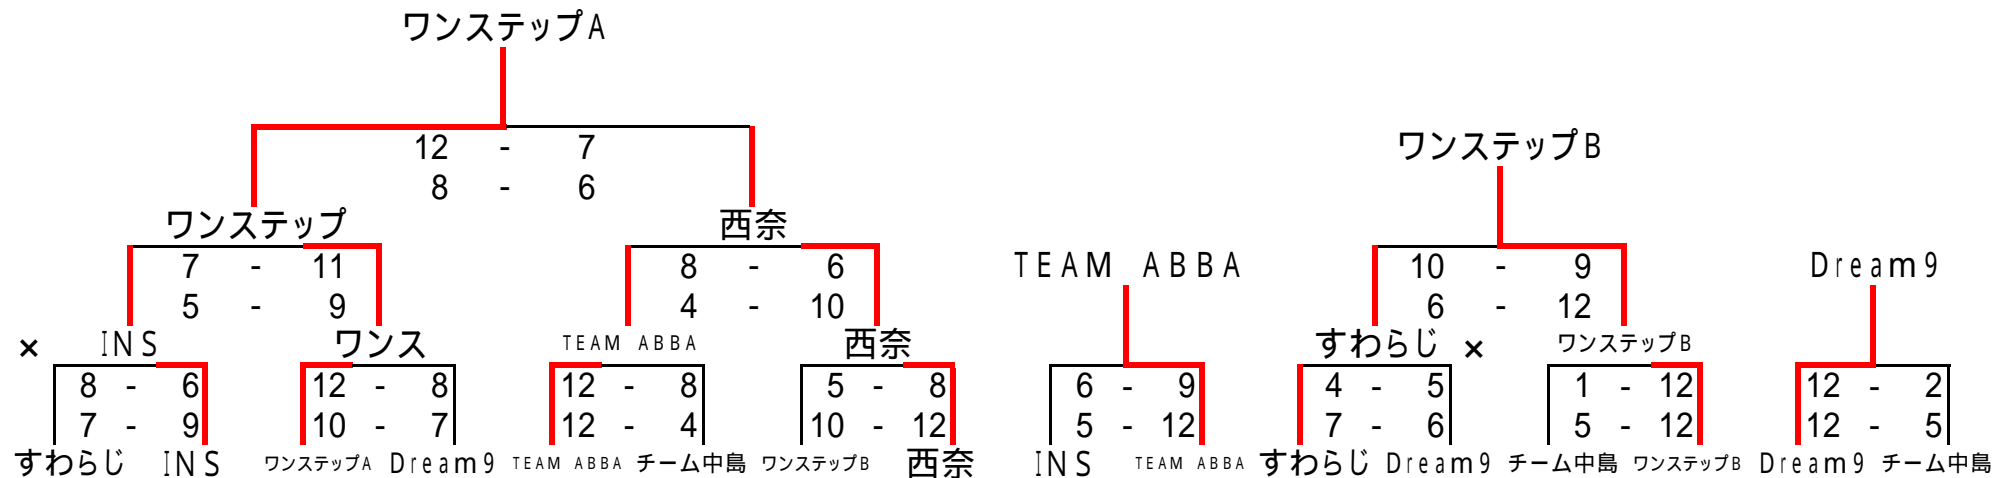 ワンステップA
12 - 7
ワンステップB
8 - 6
ワンステップ 西奈
7 - 11 8 - 6 TEAM ABBA 10 - 9 Dream9
5 - 9 4 - 10 6 - 12
× INS ワンス TEAM ABBA 西奈 すわらじ × ワンステップB
8 - 6 12 - 8 12 - 8 5 - 8 6 - 9 4 - 5 1 - 12 12 - 2
7 - 9 10 - 7 12 - 4 10 - 12 5 - 12 7 - 6 5 - 12 12 - 5
すわらじ INS ワンステップA Dream9 TEAM ABBA チーム中島 ワンステップB 西奈 INS TEAM ABBA すわらじ Dream9 チーム中島 ワンステップB Dream9 チーム中島